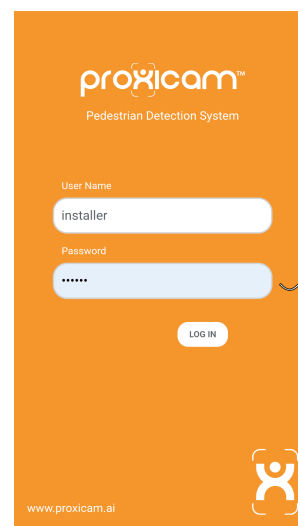 proxicam™
Pedestrian Detection System
User Name
installer
Password
••••••
LOG IN
www.proxicam.ai